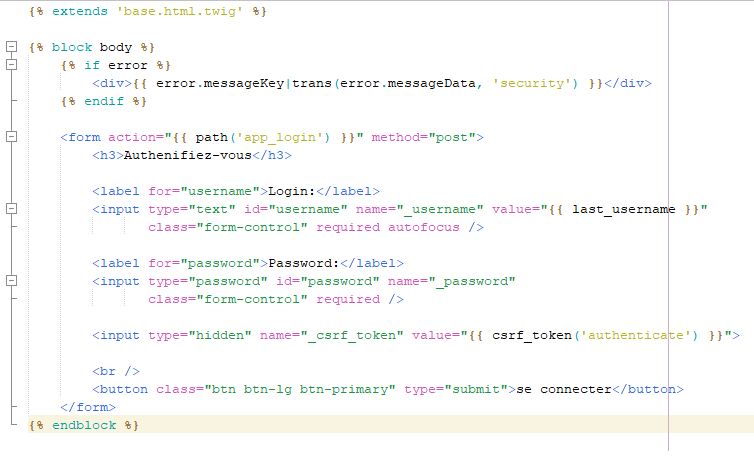 {% extends 'base.html.twig' %}
{% block body %}
{% if error %}
<div>{{ error.messageKey|trans(error.messageData, 'security') }}</div>
{% endif %}
<form action="{{ path('app_login') }}" method="post">
<h3>Authenifiez-vous</h3>
<label for="username">Login:</label>
<input type="text" id="username" name="_username" value="{{ last_username }}"
class="form-control" required autofocus />
<label for="password">Password:</label>
<input type="password" id="password" name="_password"
class="form-control" required />
<input type="hidden" name="_csrf_token" value="{{ csrf_token('authenticate') }}">
<br />
<button class="btn btn-lg btn-primary" type="submit">se connecter</button>
</form>
{% endblock %}